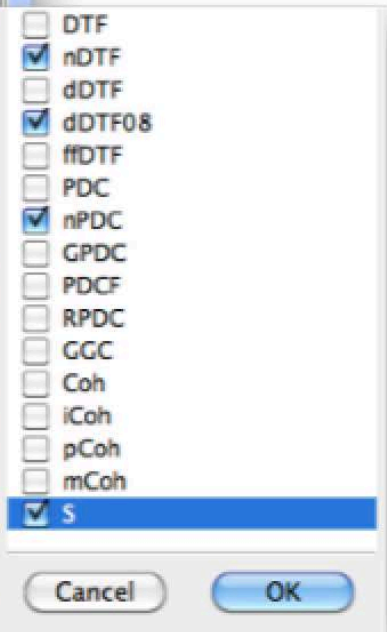 DTF
nDTF
dDTF
dDTF08
ffDTF
PDC
nPDC
GPDC
PDCF
RPDC
GGC
Coh
iCoh
pCoh
mCoh
S
Cancel OK